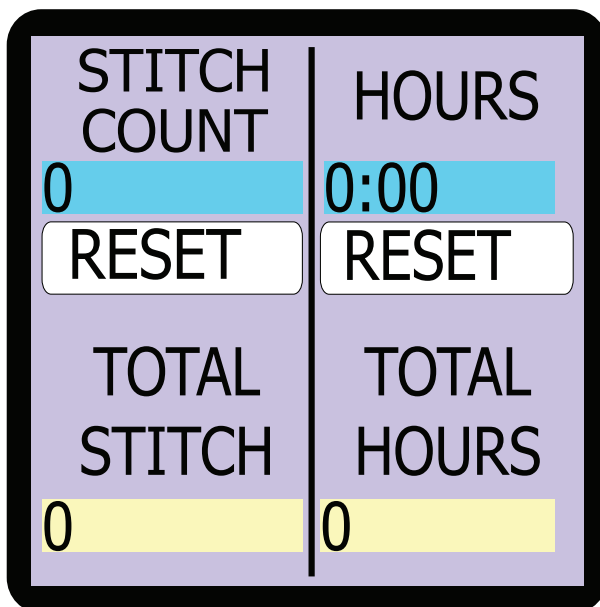 STITCH
COUNT
0
RESET
TOTAL
STITCH
0
HOURS
0:00
RESET
TOTAL
HOURS
0